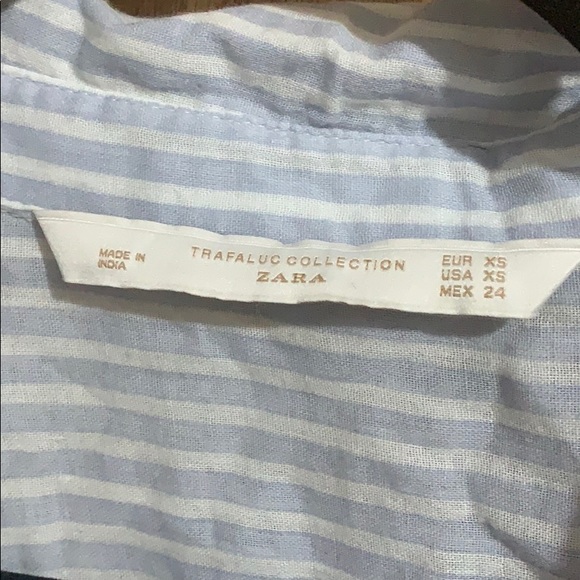 MADE IN
INDIA
TRAFALUC COLLECTION
ZARA
EUR XS
USA XS
MEX 24